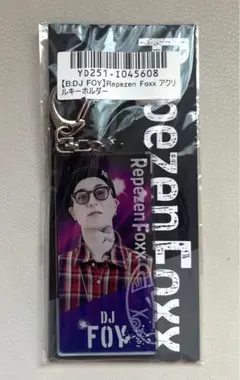 YD251-I045608
【B:DJ FOY】Repezen Foxx アクリ
ルキーホルダー
Repezen Foxx
Repezen Foxx
DJ
FOY